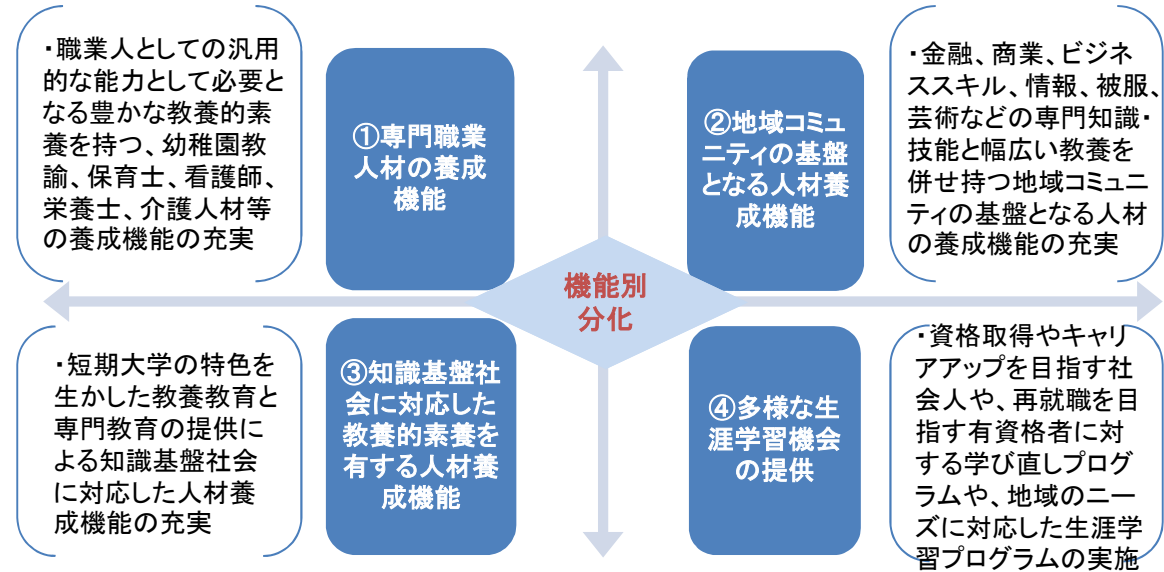 ・職業人としての汎用
的な能力として必要と
なる豊かな教養的素
養を持つ、幼稚園教
諭、保育士、看護師、
栄養士、介護人材等
の養成機能の充実
①専門職業
人材の養成
機能
②地域コミュ
ニティの基盤
となる人材養
成機能
・金融、商業、ビジネ
ススキル、情報、被服、
芸術などの専門知識・
技能と幅広い教養を
併せ持つ地域コミュニ
ティの基盤となる人材
の養成機能の充実
機能別
分化
・短期大学の特色を
生かした教養教育と
専門教育の提供に
よる知識基盤社会
に対応した人材養
成機能の充実
③知識基盤社
会に対応した
教養的素養を
有する人材養
成機能
④多様な生
涯学習機会
の提供
・資格取得やキャリ
アアップを目指す社
会人や、再就職を目
指す有資格者に対
する学び直しプログ
ラムや、地域のニー
ズに対応した生涯学
習プログラムの実施